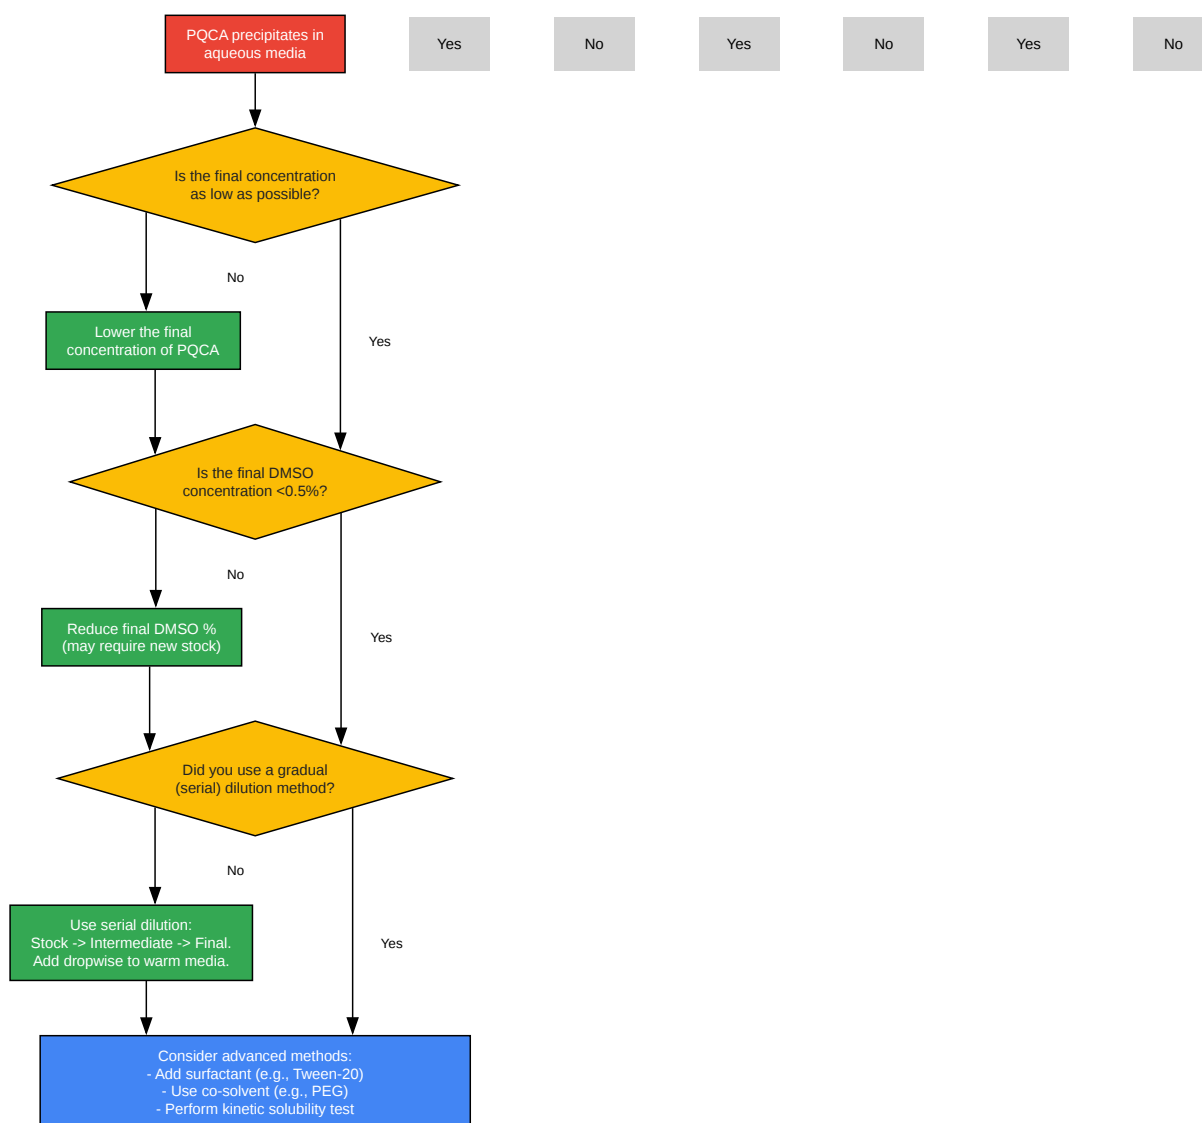 PQCA precipitates in
aqueous media
Yes
No
Yes
No
Yes
No
Is the final concentration
as low as possible?
No
Lower the final
concentration of PQCA
Yes
Is the final DMSO
concentration <0.5%?
No
Reduce final DMSO %
(may require new stock)
Yes
Did you use a gradual
(serial) dilution method?
No
Use serial dilution:
Stock -> Intermediate -> Final.
Add dropwise to warm media.
Yes
Consider advanced methods:
- Add surfactant (e.g., Tween-20)
- Use co-solvent (e.g., PEG)
- Perform kinetic solubility test